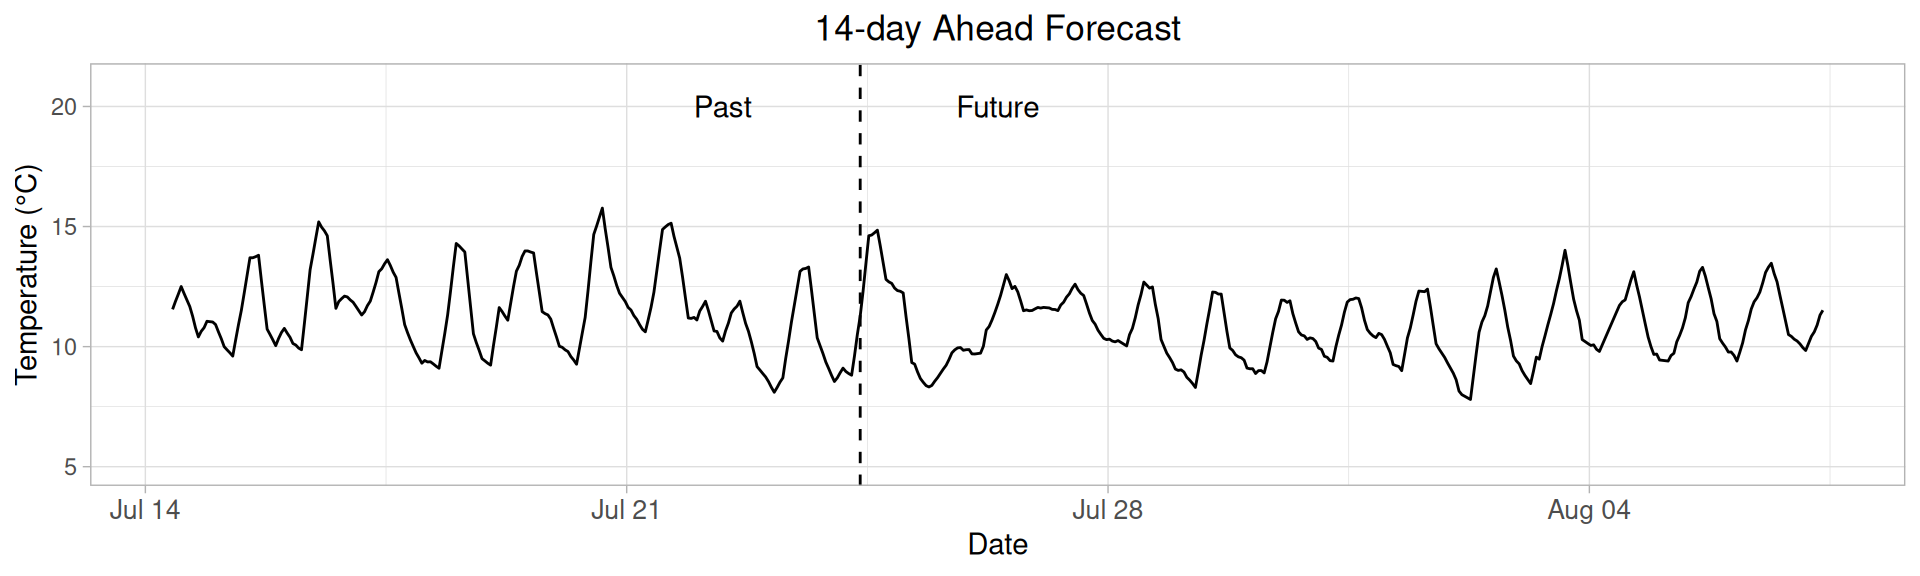 14-day Ahead Forecast
Past
Future
20
15
10
5
Temperature (°C)
Jul 14
Jul 21
Jul 28
Aug 04
Date